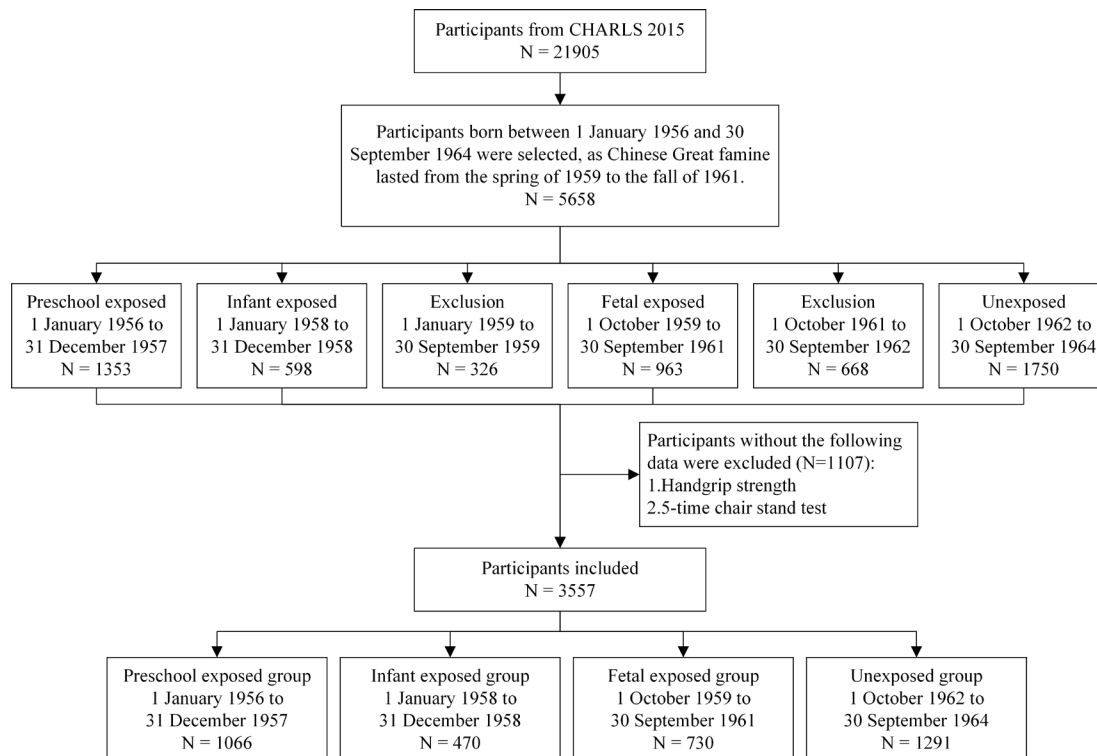 Participants from CHARLS 2015
N = 21905
Participants born between 1 January 1956 and 30
September 1964 were selected, as Chinese Great famine
lasted from the spring of 1959 to the fall of 1961.
N = 5658
Preschool exposed
1 January 1956 to
31 December 1957
N = 1353
Infant exposed
1 January 1958 to
31 December 1958
N = 598
Exclusion
1 January 1959 to
30 September 1959
N = 326
Fetal exposed
1 October 1959 to
30 September 1961
N = 963
Exclusion
1 October 1961 to
30 September 1962
N = 668
Unexposed
1 October 1962 to
30 September 1964
N = 1750
Participants without the following
data were excluded (N=1107):
1.Handgrip strength
2.5-time chair stand test
Participants included
N = 3557
Preschool exposed group
1 January 1956 to
31 December 1957
N = 1066
Infant exposed group
1 January 1958 to
31 December 1958
N = 470
Fetal exposed group
1 October 1959 to
30 September 1961
N = 730
Unexposed group
1 October 1962 to
30 September 1964
N = 1291